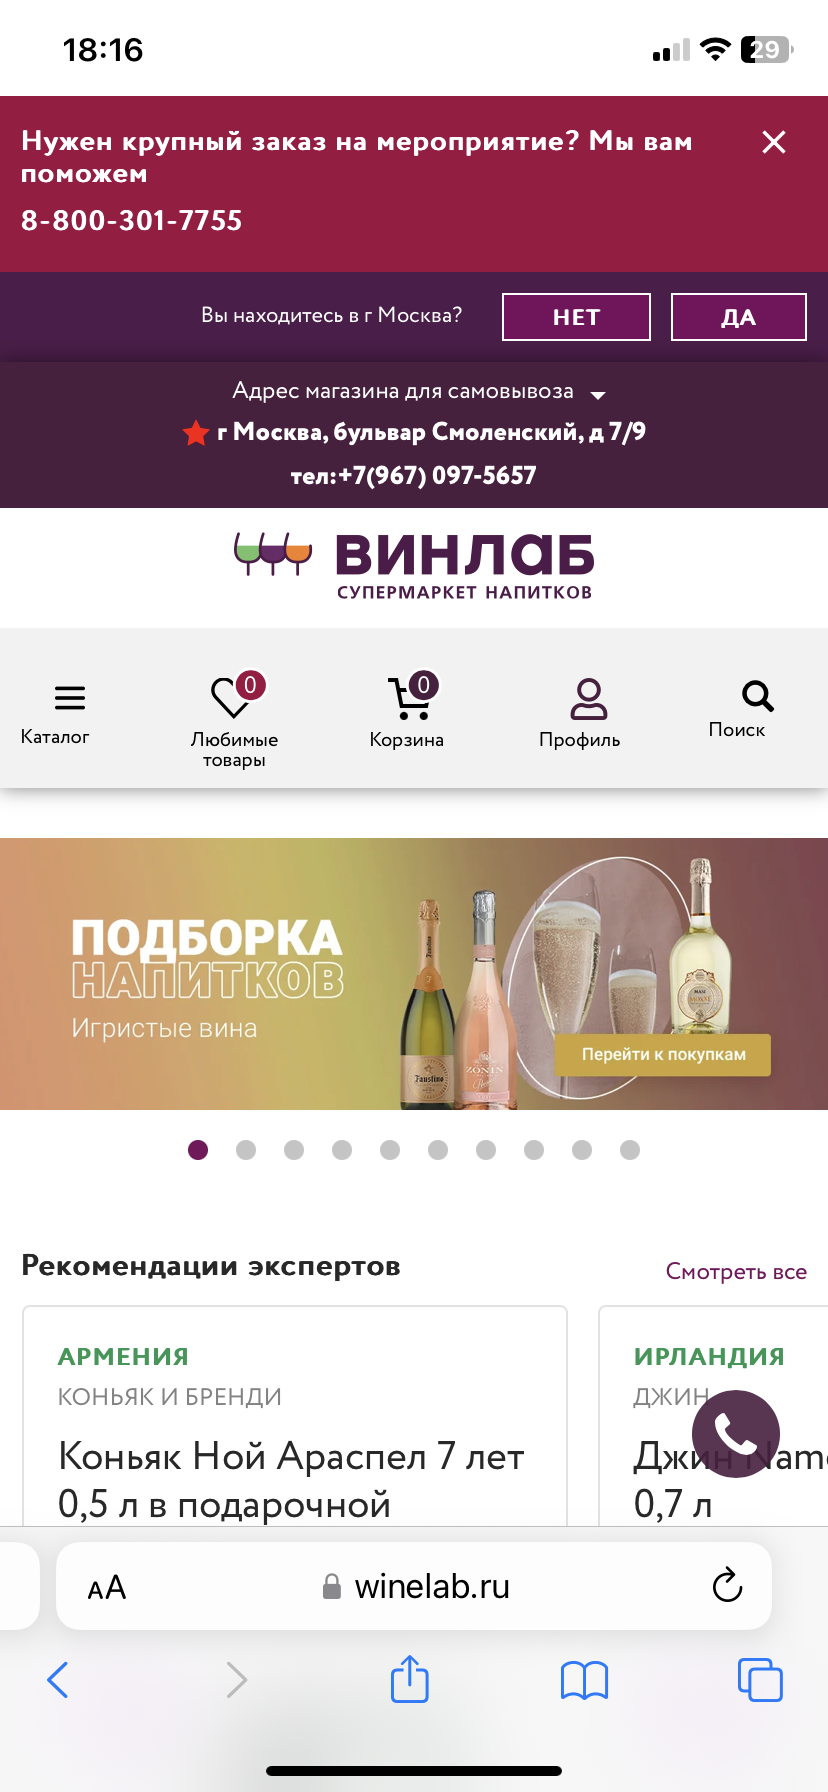 18:16
29
Нужен крупный заказ на мероприятие? Мы вам
поможем
8-800-301-7755
Вы находитесь в г Москва?
НЕТ
ДА
Адрес магазина для самовывоза
г Москва, бульвар Смоленский, д 7/9
тел:+7(967) 097-5657
ВИНЛАБ
СУПЕРМАРКЕТ НАПИТКОВ
0
0
Каталог
Любимые
товары
Корзина
Профиль
Поиск
ПОДБОРКА
НАПИТКОВ
Игристые вина
Faustino
ZONIN
Перейти к покупкам
Рекомендации экспертов
Смотреть все
АРМЕНИЯ
КОНЬЯК И БРЕНДИ
Коньяк Ной Араспел 7 лет
0,5 л в подарочной
ИРЛАНДИЯ
ДЖИН
Джин Name
0,7 л
AA
winelab.ru